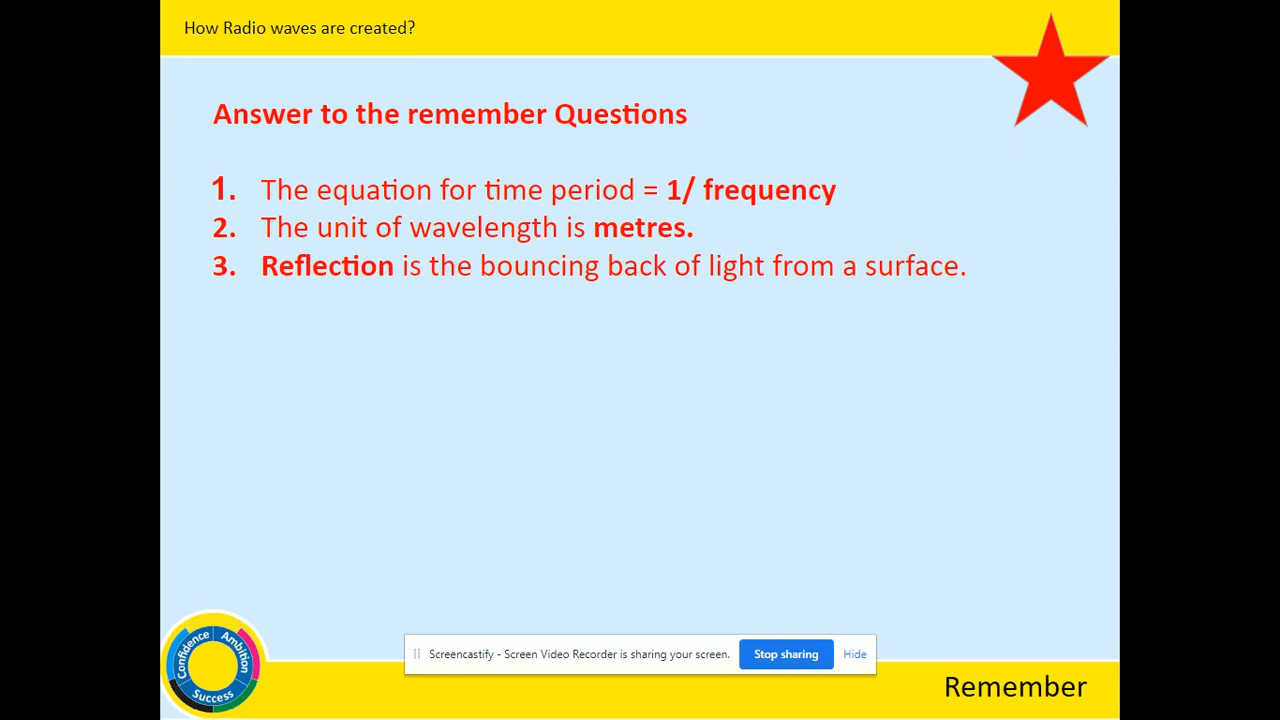 How Radio waves are created?
Answer to the remember Questions
1. The equation for time period = 1/ frequency
2. The unit of wavelength is metres.
3. Reflection is the bouncing back of light from a surface.
Confidence
Ambition
Success
Screencastify - Screen Video Recorder is sharing your screen.
Stop sharing
Hide
Remember